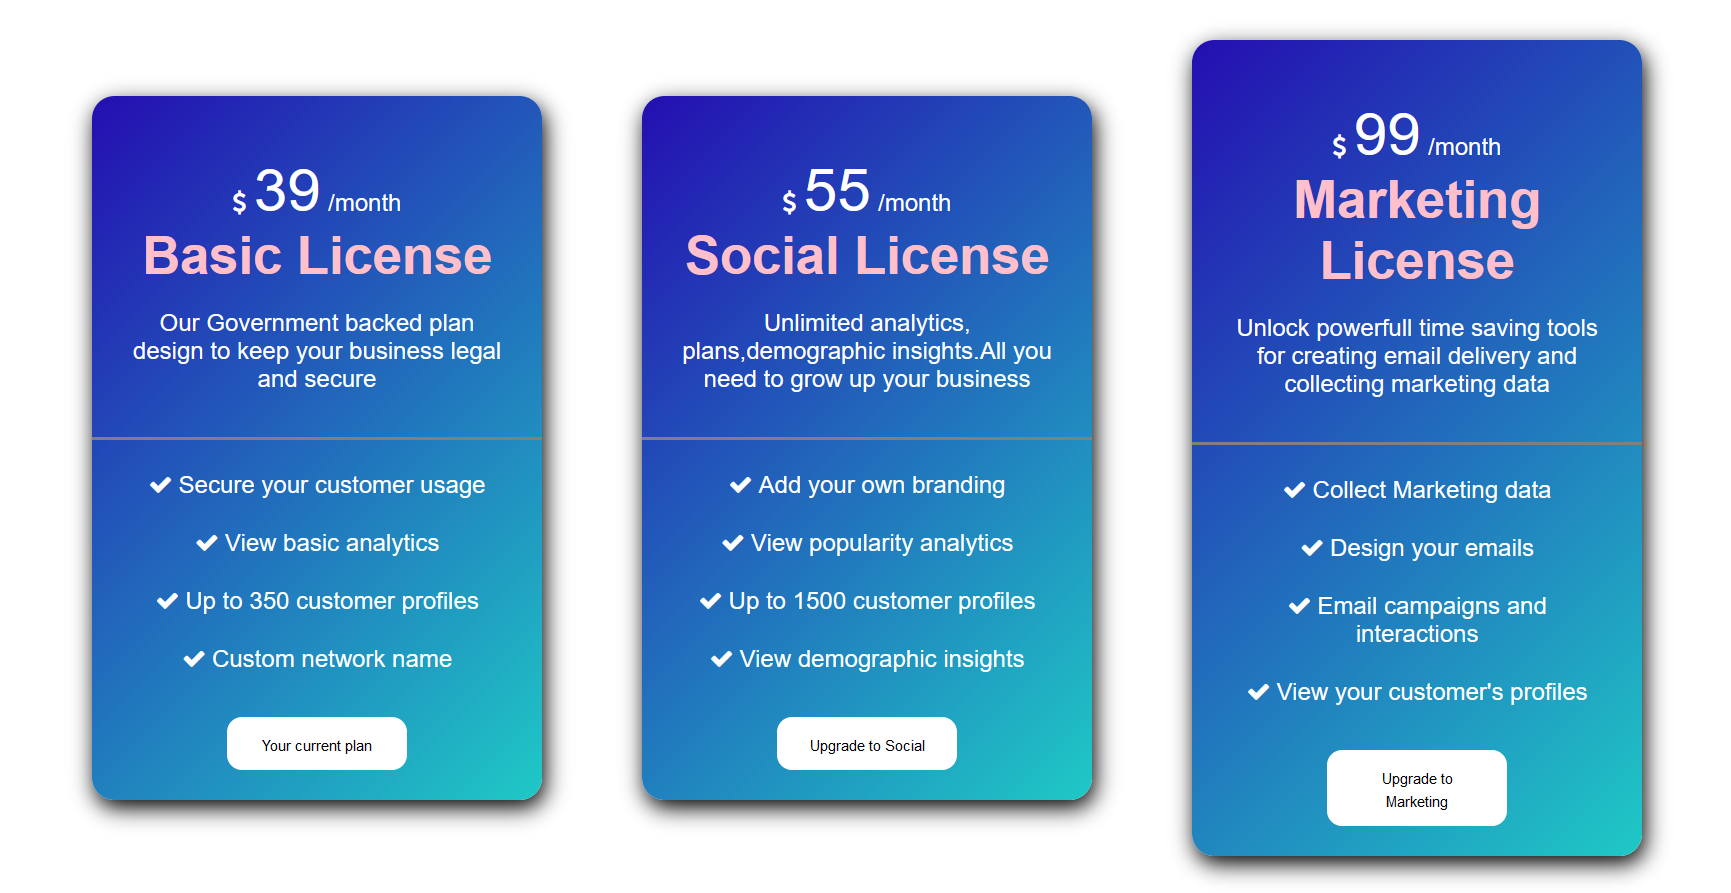 $ 39 /month
Basic License
Our Government backed plan
design to keep your business legal
and secure
Secure your customer usage
View basic analytics
Up to 350 customer profiles
Custom network name
Your current plan
$ 55 /month
Social License
Unlimited analytics,
plans,demographic insights.All you
need to grow up your business
Add your own branding
View popularity analytics
Up to 1500 customer profiles
View demographic insights
Upgrade to Social
$ 99 /month
Marketing
License
Unlock powerfull time saving tools
for creating email delivery and
collecting marketing data
Collect Marketing data
Design your emails
Email campaigns and
interactions
View your customer's profiles
Upgrade to
Marketing